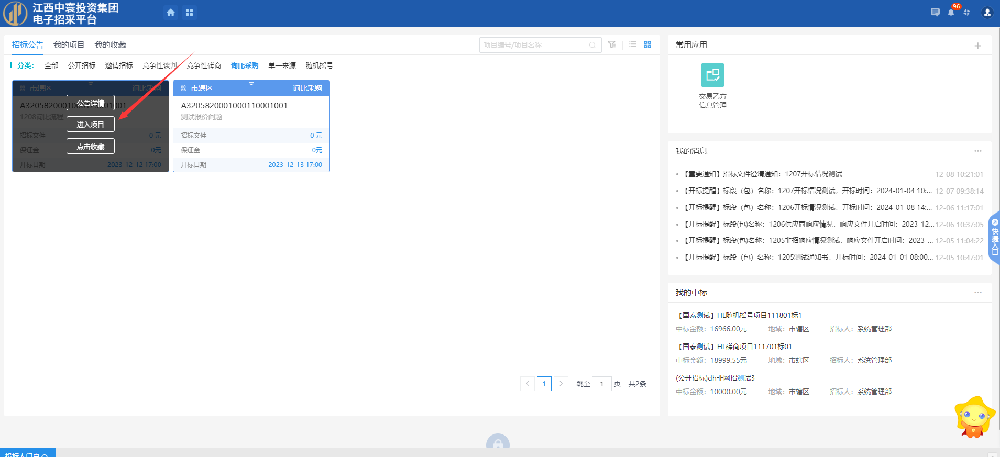 江西中寰投资集团
电子招采平台
96
招标公告 我的项目 我的收藏
项目编号/项目名称
分类： 全部 公开招标 邀请招标 竞争性谈判 竞争性磋商 询比采购 单一来源 随机摇号
市辖区 询比采购
公告详情
1208询比流程
进入项目
招标文件 0 元
点击收藏
保证金 0元
开标日期 2023-12-12 17:00
市辖区 询比采购
A3205820001000110001001
测试报价问题
招标文件 0 元
保证金 0元
开标日期 2023-12-13 17:00
1 跳至 1 页 共2条
常用应用
交易乙方
信息管理
我的消息
【重要通知】招标文件澄清通知：1207开标情况测试 12-08 10:21:01
【开标提醒】标段（包）名称：1207开标情况测试，开标时间：2024-01-04 10:... 12-07 09:38:14
【开标提醒】标段（包）名称：1206开标情况测试，开标时间：2024-01-08 14:... 12-06 11:17:01
【开标提醒】标段(包)名称：1206供应商响应情况，响应文件开启时间：2023-12... 12-06 10:37:05
【开标提醒】标段(包)名称：1205非招响应情况测试，响应文件开启时间：2023-... 12-05 11:04:22
【开标提醒】标段（包）名称：1205测试通知书，开标时间：2024-01-01 08:00... 12-05 10:47:01
快捷入口
我的中标
【国泰测试】HL随机摇号项目111801标1
中标金额：16966.00元 地域：市辖区 招标人：系统管理部
【国泰测试】HL磋商项目111701标01
中标金额：18999.55元 地域：市辖区 招标人：系统管理部
(公开招标)dh非网招测试3
中标金额：10000.00元 地域：市辖区 招标人：系统管理部
投标人门户